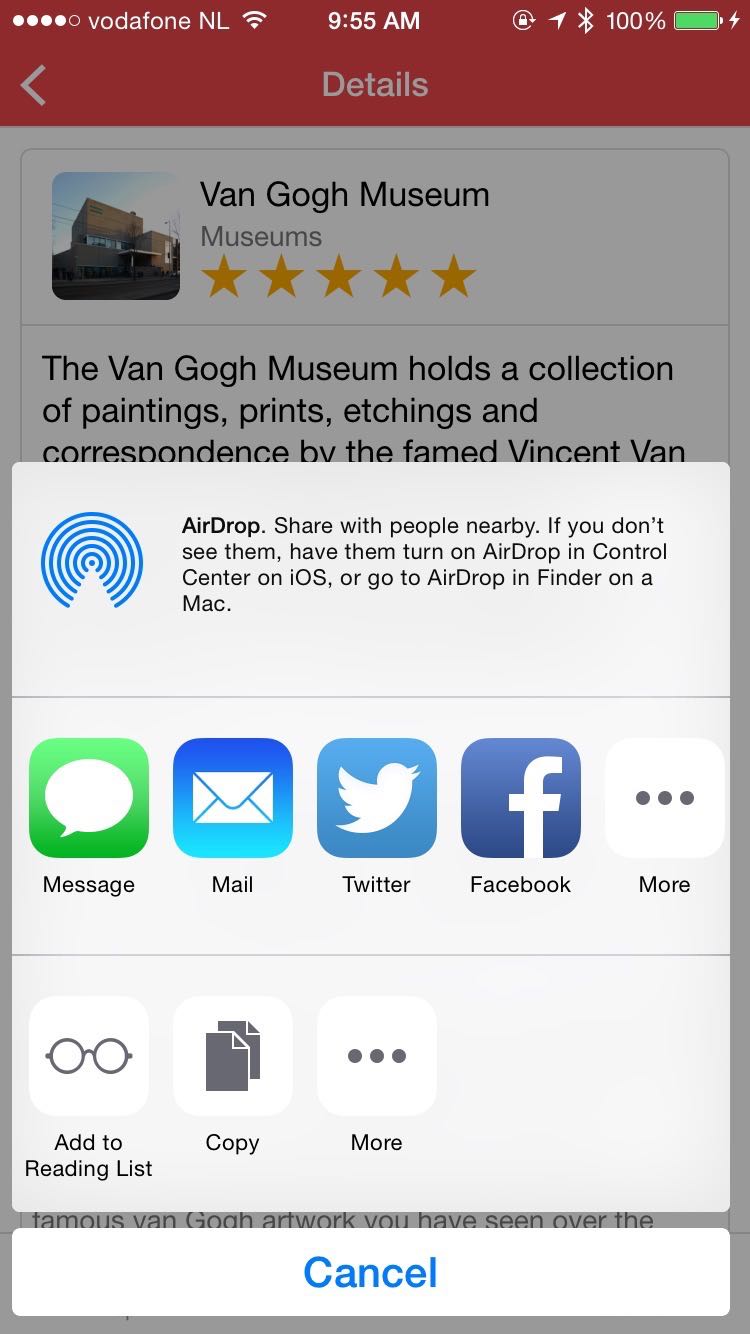 vodafone NL 9:55 AM 100%
Details
Van Gogh Museum
Museums
The Van Gogh Museum holds a collection
of paintings, prints, etchings and
correspondence by the famed Vincent Van
AirDrop. Share with people nearby. If you don’t
see them, have them turn on AirDrop in Control
Center on iOS, or go to AirDrop in Finder on a
Mac.
Message Mail Twitter Facebook More
Add to
Reading List Copy More
famous van Gogh artwork you have seen over the
Cancel